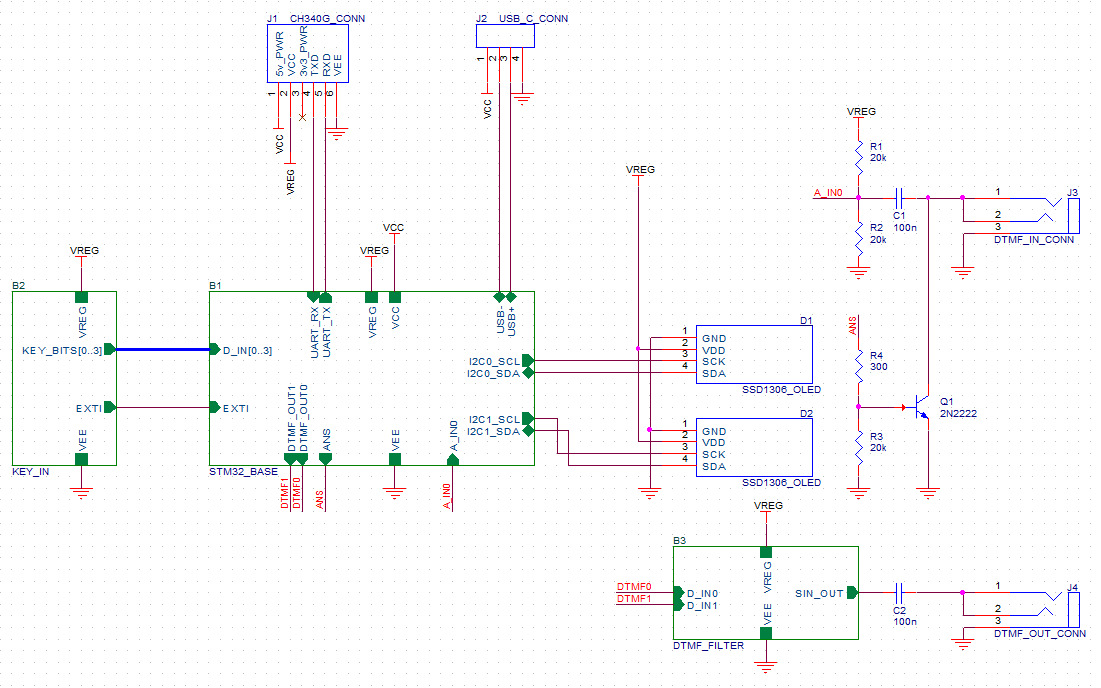 J1 CH340G_CONN
5v_PWR
VCC
3v3_PWR
TXD
RXD
VEE
1
2
3
4
5
6
VCC
VREG
J2 USB_C_CONN
1
2
3
4
VCC
VREG
R1
20k
A_IN0
C1
100n
R2
20k
1
2
3
J3
DTMF_IN_CONN
VREG
B2
VREG
KEY_BITS[0..3]
EXTI
VEE
KEY_IN
VREG
VCC
B1
UART_RX
UART_TX
VREG
VCC
USB-
USB+
D_IN[0..3]
EXTI
I2C0_SCL
I2C0_SDA
I2C1_SCL
I2C1_SDA
DTMF_OUT1
DTMF_OUT0
ANS
VEE
A_IN0
STM32_BASE
DTMF1
DTMF0
ANS
A_IN0
VREG
D1
1
2
3
4
GND
VDD
SCK
SDA
SSD1306_OLED
D2
1
2
3
4
GND
VDD
SCK
SDA
SSD1306_OLED
ANS
R4
300
Q1
2N2222
R3
20k
VREG
B3
VREG
DTMF0
DTMF1
D_IN0
D_IN1
SIN_OUT
VEE
DTMF_FILTER
C2
100n
1
2
3
J4
DTMF_OUT_CONN